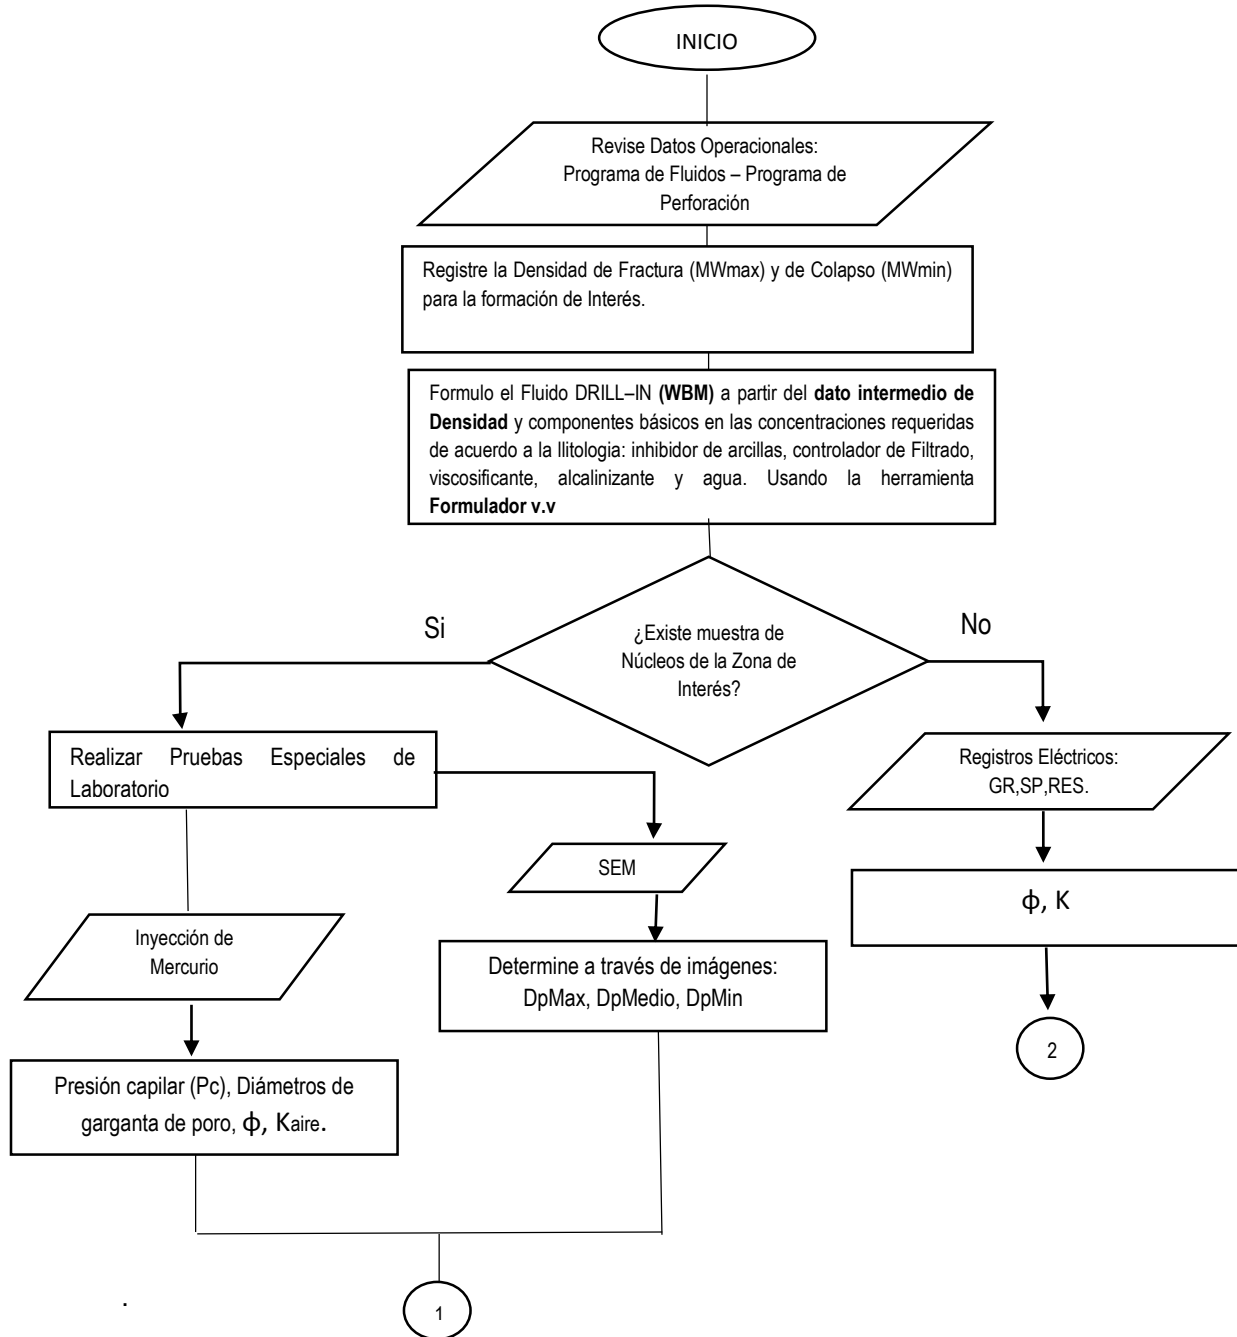 INICIO
Revise Datos Operacionales:
Programa de Fluidos – Programa de
Perforación
Registre la Densidad de Fractura (MWmax) y de Colapso (MWmin)
para la formación de Interés.
Formulo el Fluido DRILL–IN (WBM) a partir del dato intermedio de
Densidad y componentes básicos en las concentraciones requeridas
de acuerdo a la Ilitologia: inhibidor de arcillas, controlador de Filtrado,
viscosificante, alcalinizante y agua. Usando la herramienta
Formulador v.v
¿Existe muestra de
Núcleos de la Zona de
Interés?
Si
No
Realizar Pruebas Especiales de
Laboratorio
Registros Eléctricos:
GR,SP,RES.
SEM
ф, K
Inyección de
Mercurio
Determine a través de imágenes:
DpMax, DpMedio, DpMin
2
Presión capilar (Pc), Diámetros de
garganta de poro, ф, Kaire.
.
1